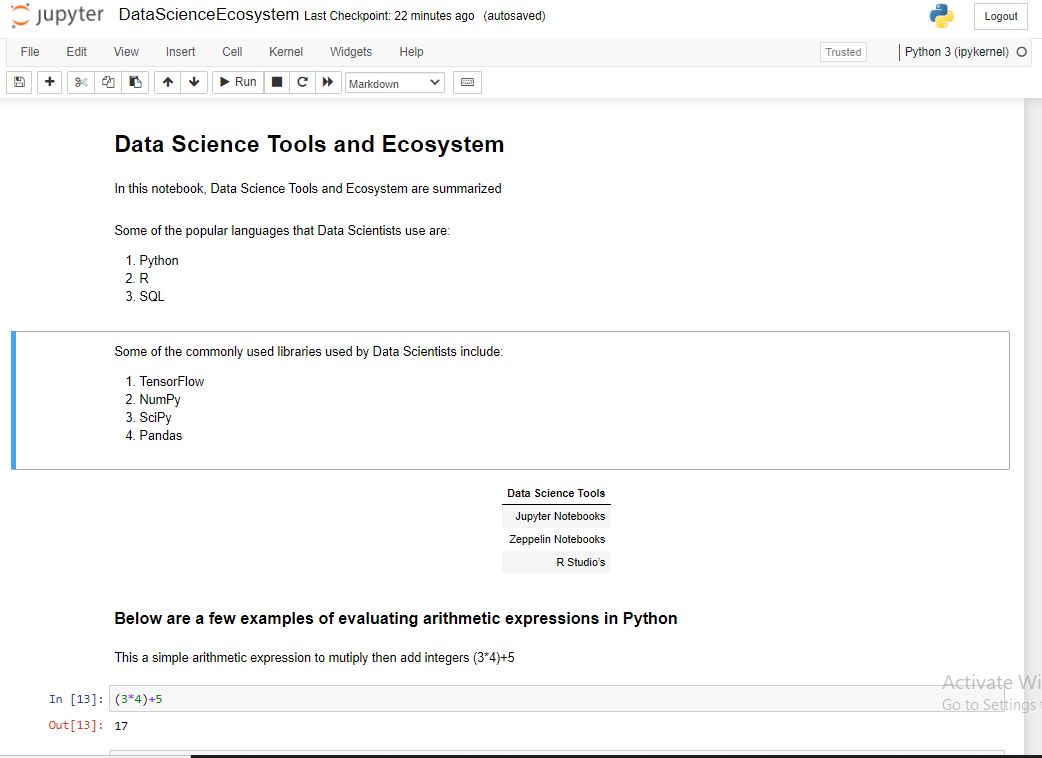 jupyter DataScienceEcosystem Last Checkpoint: 22 minutes ago (autosaved) Logout
File Edit View Insert Cell Kernel Widgets Help Trusted Python 3 (ipykernel)
Run Markdown
Data Science Tools and Ecosystem
In this notebook, Data Science Tools and Ecosystem are summarized
Some of the popular languages that Data Scientists use are:
1. Python
2. R
3. SQL
Some of the commonly used libraries used by Data Scientists include:
1. TensorFlow
2. NumPy
3. SciPy
4. Pandas
Data Science Tools
Jupyter Notebooks
Zeppelin Notebooks
R Studio's
Below are a few examples of evaluating arithmetic expressions in Python
This a simple arithmetic expression to mutiply then add integers (3*4)+5
Activate Wi
In [13]: (3*4)+5
Go to Settings
Out[13]: 17